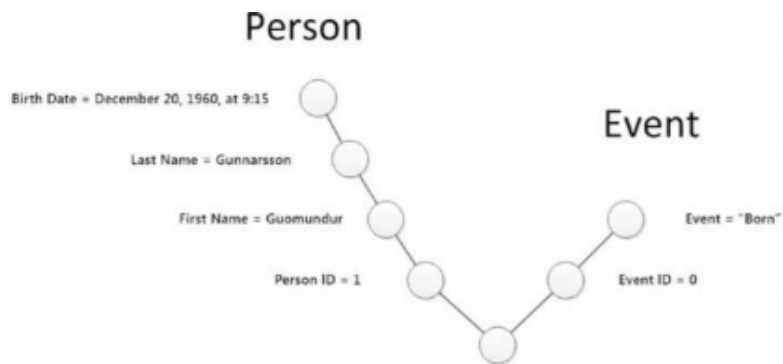 Person
Birth Date = December 20, 1960, at 9:15
Event
Last Name = Gunnarsson
First Name = Guomundur
Event = "Born"
Person ID = 1
Event ID = 0